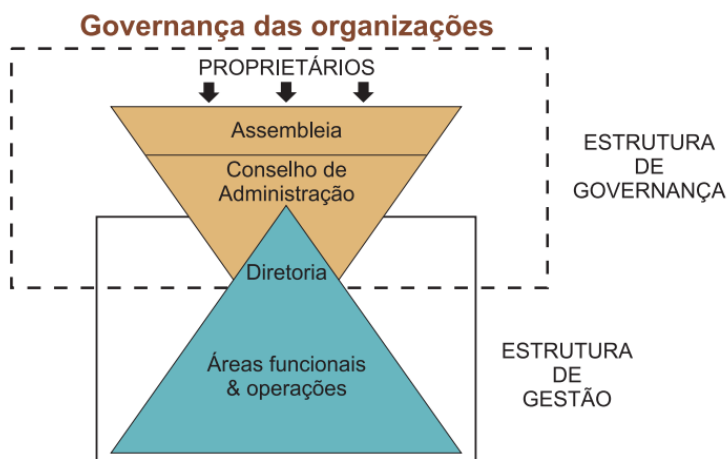 Governança das organizações
PROPRIETÁRIOS
Assembleia
Conselho de
Administração
ESTRUTURA
DE
GOVERNANÇA
Diretoria
Áreas funcionais
& operações
ESTRUTURA
DE
GESTÃO